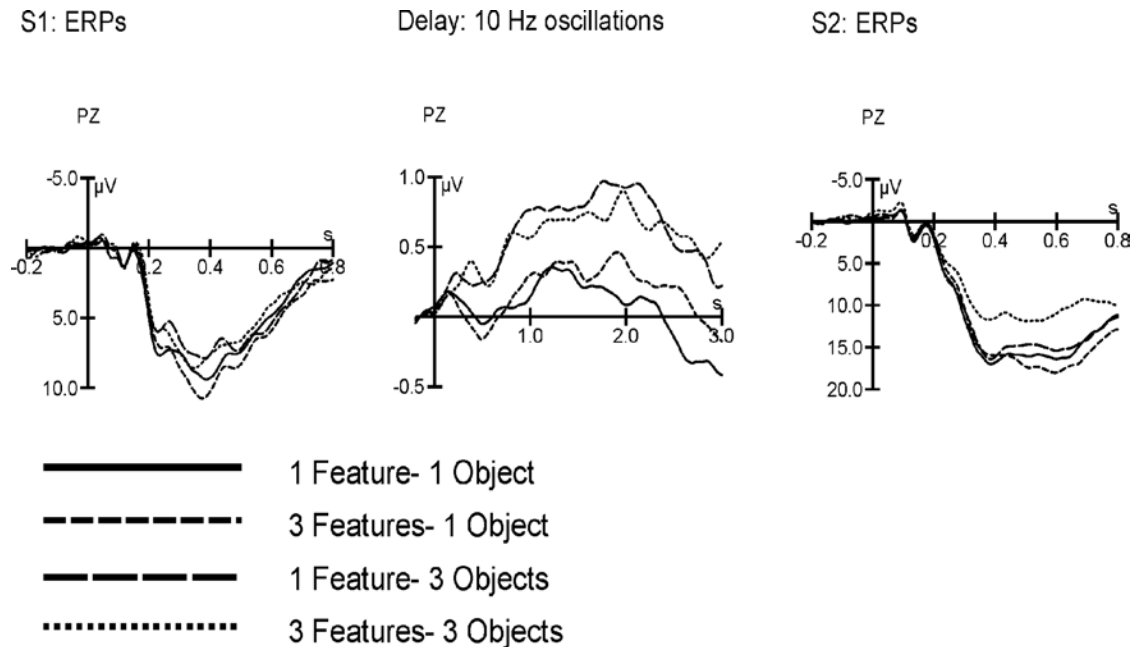 S1: ERPs
Delay: 10 Hz oscillations
S2: ERPs
PZ
PZ
PZ
-5.0
µV
s
-0.2
0.2
0.4
0.6
0.8
5.0
10.0
1.0
µV
0.5
s
1.0
2.0
3.0
-0.5
-5.0
µV
s
-0.2
0.2
0.4
0.6
0.8
5.0
10.0
15.0
20.0
1 Feature- 1 Object
3 Features- 1 Object
1 Feature- 3 Objects
3 Features- 3 Objects